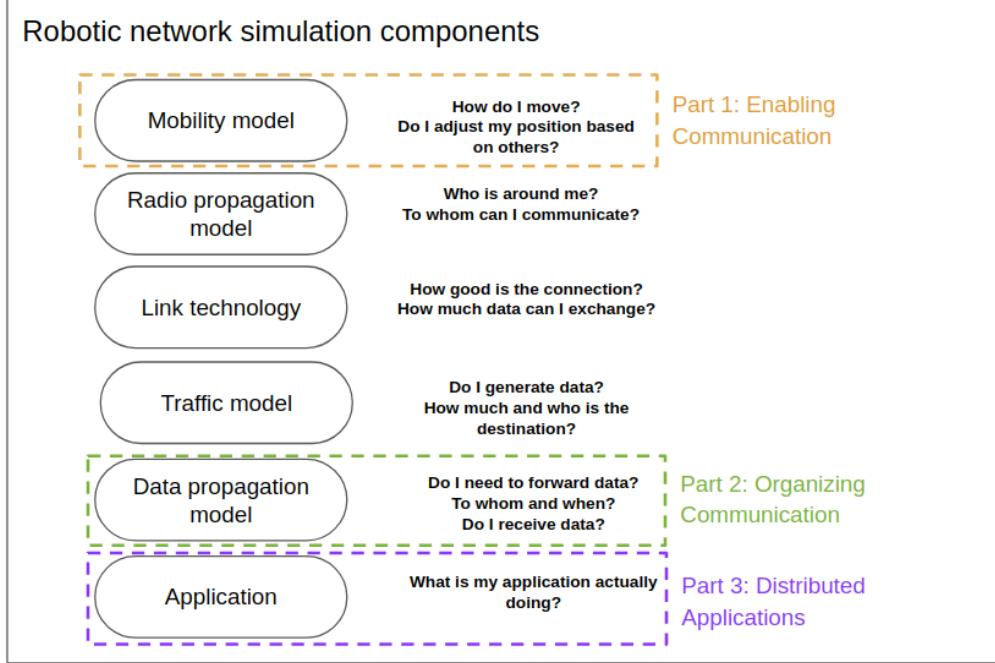 Robotic network simulation components
Mobility model
How do I move?
Do I adjust my position based
on others?
Part 1: Enabling
Communication
Radio propagation
model
Who is around me?
To whom can I communicate?
Link technology
How good is the connection?
How much data can I exchange?
Traffic model
Do I generate data?
How much and who is the
destination?
Data propagation
model
Do I need to forward data?
To whom and when?
Do I receive data?
Part 2: Organizing
Communication
Application
What is my application actually
doing?
Part 3: Distributed
Applications